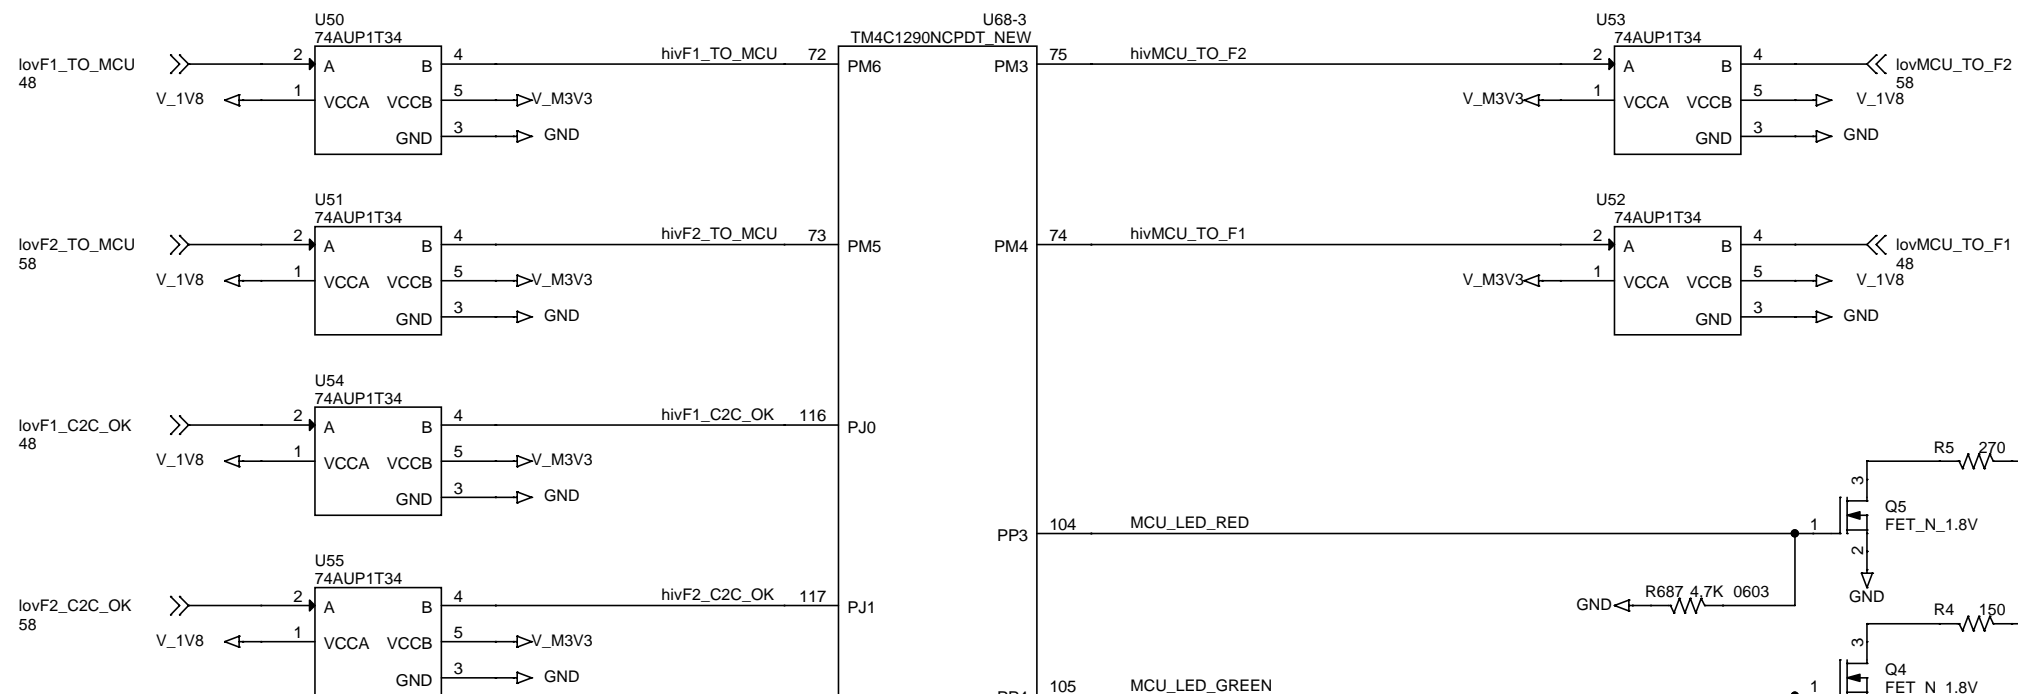 U50
74AUP1T34
lovF1_TO_MCU
48
2
A
B
4
hivF1_TO_MCU
72
V_1V8
1
VCCA
VCCB
5
V_M3V3
GND
3
GND
U68-3
TM4C1290NCPDT_NEW
PM6
PM3
75
hivMCU_TO_F2
U53
74AUP1T34
2
A
B
4
lovMCU_TO_F2
58
V_M3V3
1
VCCA
VCCB
5
V_1V8
GND
3
GND
U51
74AUP1T34
lovF2_TO_MCU
58
2
A
B
4
hivF2_TO_MCU
73
V_1V8
1
VCCA
VCCB
5
V_M3V3
GND
3
GND
PM5
PM4
74
hivMCU_TO_F1
U52
74AUP1T34
2
A
B
4
lovMCU_TO_F1
48
V_M3V3
1
VCCA
VCCB
5
V_1V8
GND
3
GND
U54
74AUP1T34
lovF1_C2C_OK
48
2
A
B
4
hivF1_C2C_OK
116
PJ0
V_1V8
1
VCCA
VCCB
5
V_M3V3
GND
3
GND
R5
270
3
Q5
FET_N_1.8V
PP3
104
MCU_LED_RED
1
2
GND
U55
74AUP1T34
lovF2_C2C_OK
58
2
A
B
4
hivF2_C2C_OK
117
PJ1
V_1V8
1
VCCA
VCCB
5
V_M3V3
GND
3
GND
GND
R687 4.7K 0603
R4
150
3
Q4
FET_N_1.8V
105
MCU_LED_GREEN
1